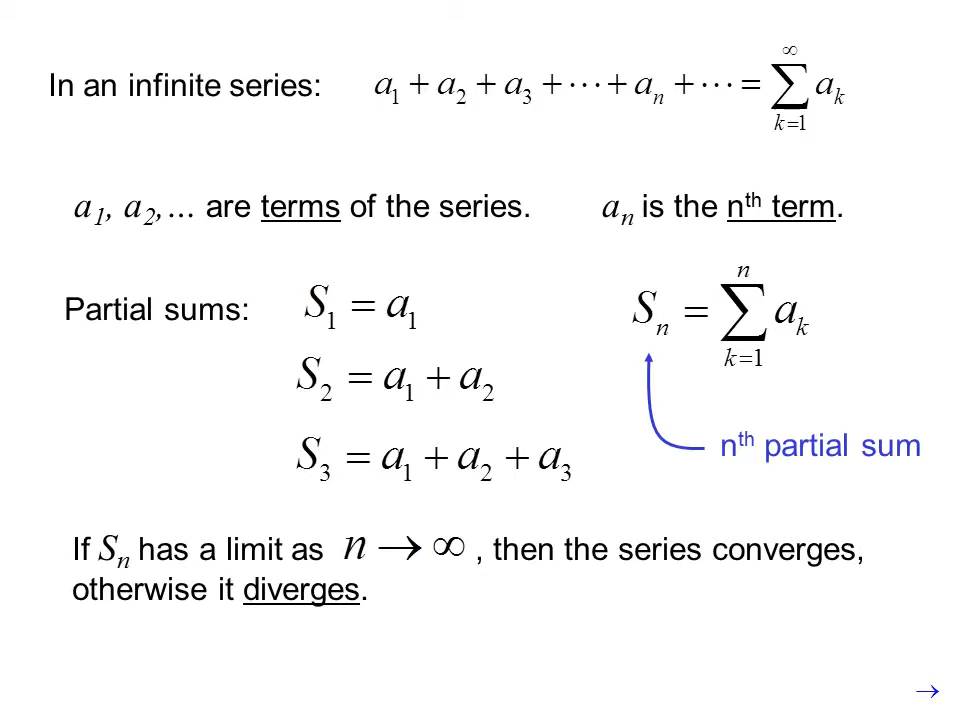 In an infinite series: a₁ + a₂ + a₃ + ⋯ + aₙ + ⋯ = ∑_{k=1}^{∞} aₖ
a₁, a₂,… are terms of the series. aₙ is the nᵗʰ term.
Partial sums: S₁ = a₁ Sₙ = ∑_{k=1}^{n} aₖ
S₂ = a₁ + a₂
nᵗʰ partial sum
S₃ = a₁ + a₂ + a₃
If Sₙ has a limit as n → ∞ , then the series converges,
otherwise it diverges.
→